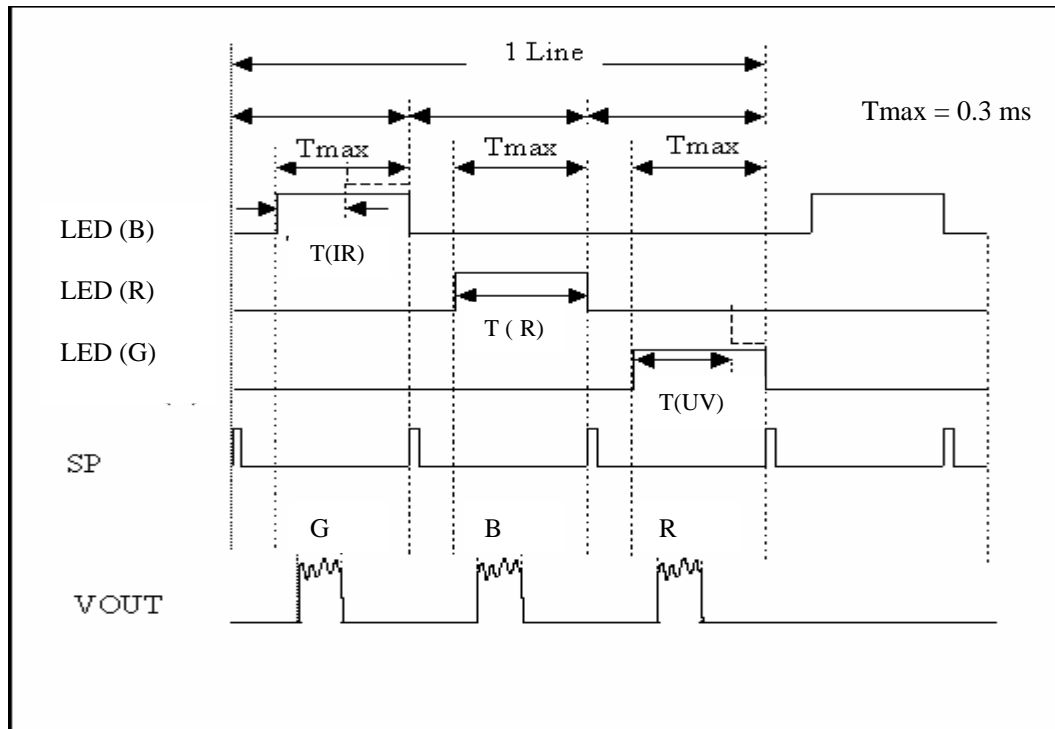 1 Line
Tmax = 0.3 ms
Tmax Tmax Tmax
LED (B)
T(IR)
LED (R)
T ( R)
LED (G)
T(UV)
SP
G B R
VOUT